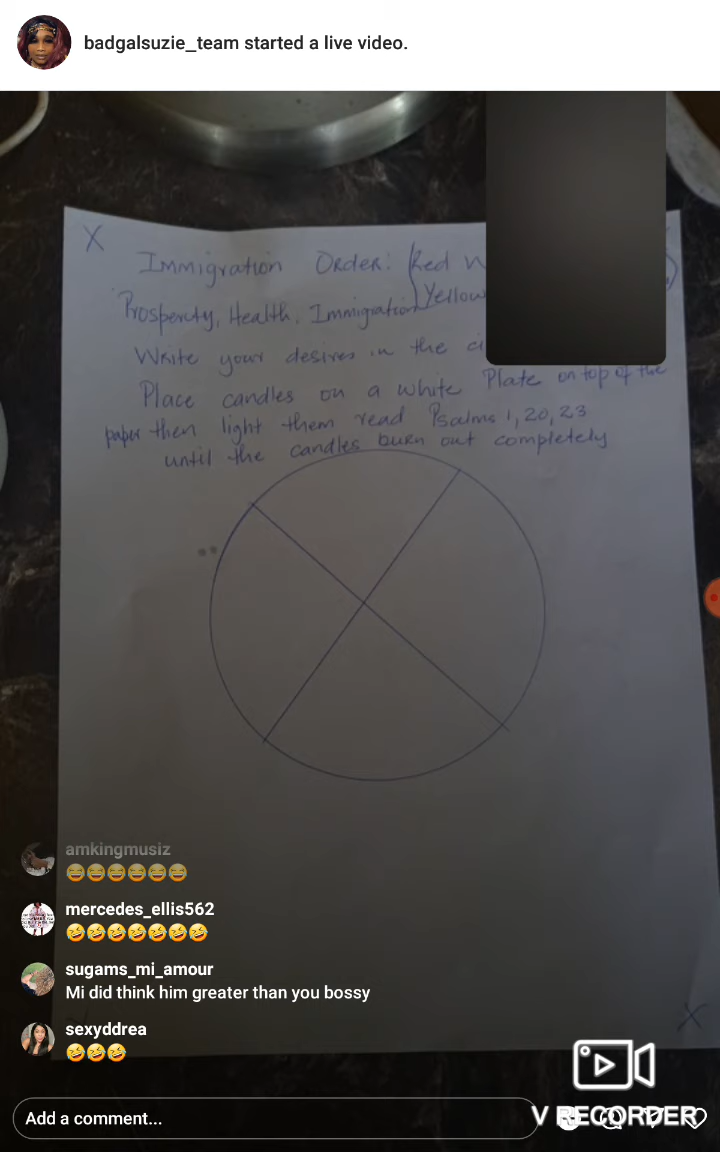 badgalsuzie_team started a live video.
X
Immigration Order: (Red W
Prosperity, Health, Immigration Yellow
Write your desires in the ci
Place candles on a white Plate on top of the
paper then light them read Psalms 1, 20, 23
until the candles burn out completely
X
amkingmusiz
😂😂😂😂😂😂
mercedes_ellis562
🤣🤣🤣🤣🤣🤣🤣
sugams_mi_amour
Mi did think him greater than you bossy
sexyddrea
🤣🤣🤣
Add a comment...
V RECORDER